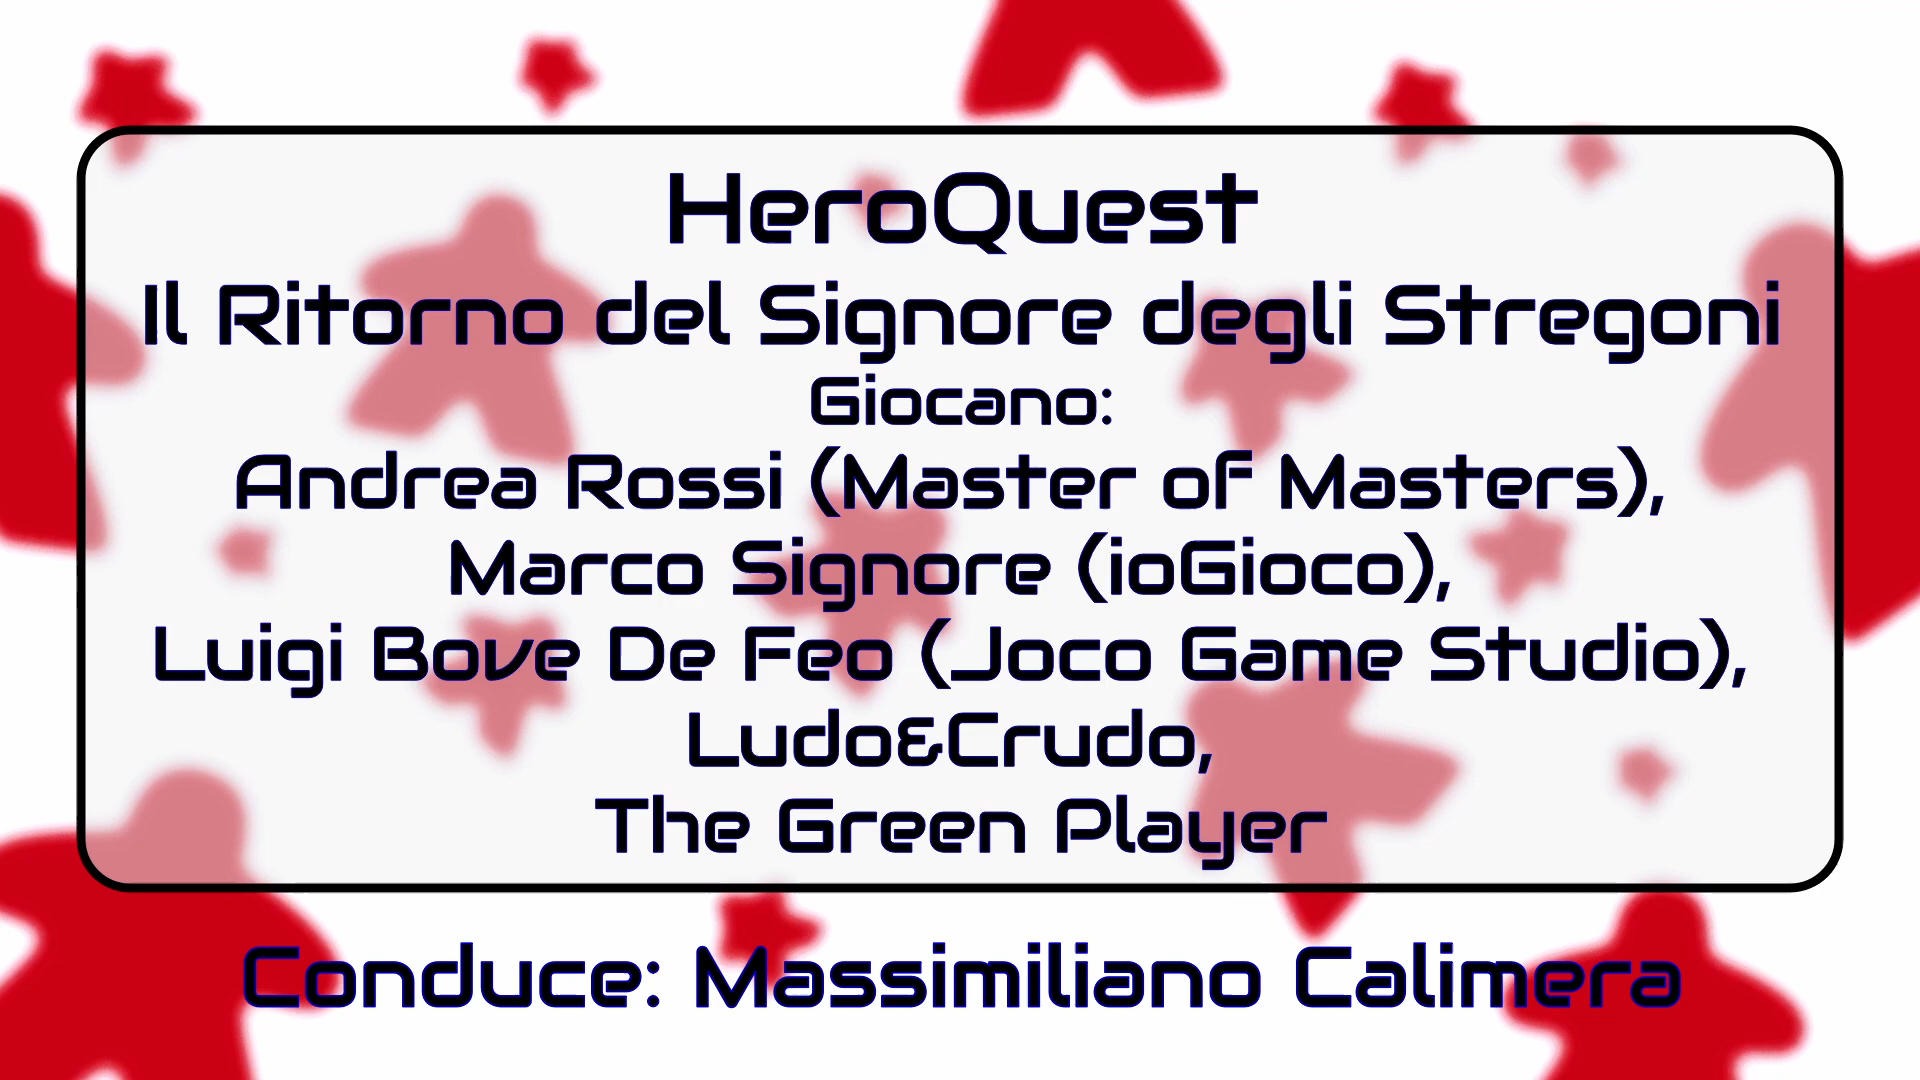 HeroQuest
Il Ritorno del Signore degli Stregoni
Giocano:
Andrea Rossi (Master of Masters),
Marco Signore (ioGioco),
Luigi Bove De Feo (Joco Game Studio),
Ludo&Crudo,
The Green Player
Conduce: Massimiliano Calimera